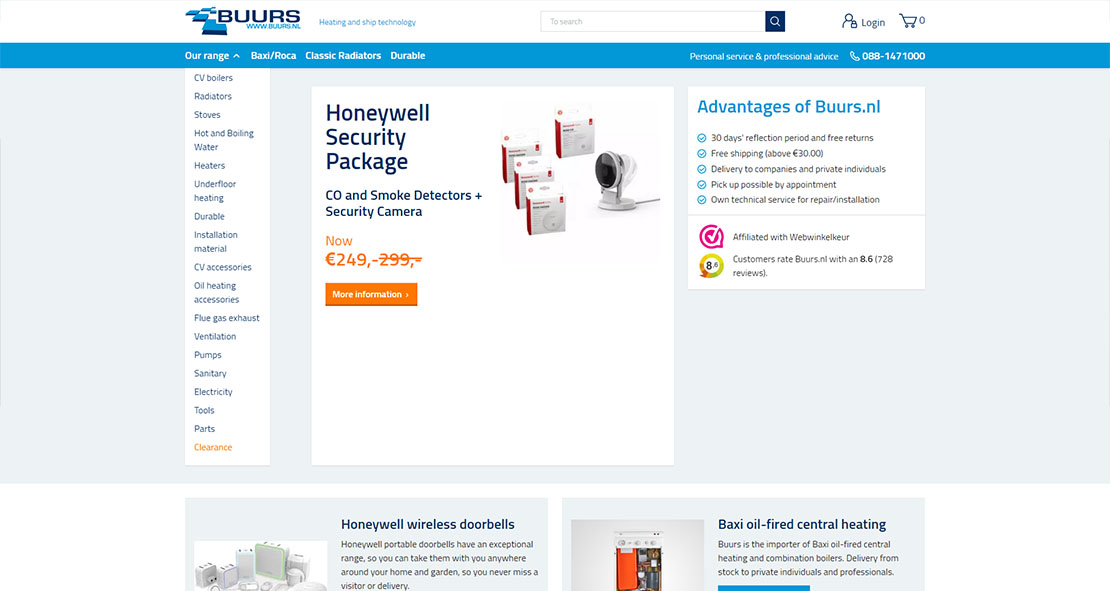 BUURS
WWW.BUURS.NL
Heating and ship technology
To search
Login
0
Our range
Baxi/Roca
Classic Radiators
Durable
Personal service & professional advice
088-1471000
CV boilers
Radiators
Stoves
Hot and Boiling
Water
Heaters
Underfloor
heating
Durable
Installation
material
CV accessories
Oil heating
accessories
Flue gas exhaust
Ventilation
Pumps
Sanitary
Electricity
Tools
Parts
Clearance
Honeywell
Security
Package
CO and Smoke Detectors +
Security Camera
Now
€249,-299,-
More information ›
Advantages of Buurs.nl
30 days' reflection period and free returns
Free shipping (above €30.00)
Delivery to companies and private individuals
Pick up possible by appointment
Own technical service for repair/installation
Affiliated with Webwinkelkeur
8.6
Customers rate Buurs.nl with an 8.6 (728
reviews).
Honeywell wireless doorbells
Honeywell portable doorbells have an exceptional
range, so you can take them with you anywhere
around your home and garden, so you never miss a
visitor or delivery.
Baxi oil-fired central heating
Buurs is the importer of Baxi oil-fired central
heating and combination boilers. Delivery from
stock to private individuals and professionals.